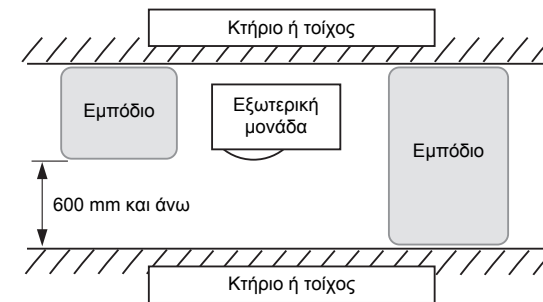 Κτήριο ή τοίχος
Εμπόδιο
Εξωτερική
μονάδα
Εμπόδιο
600 mm και άνω
Κτήριο ή τοίχος